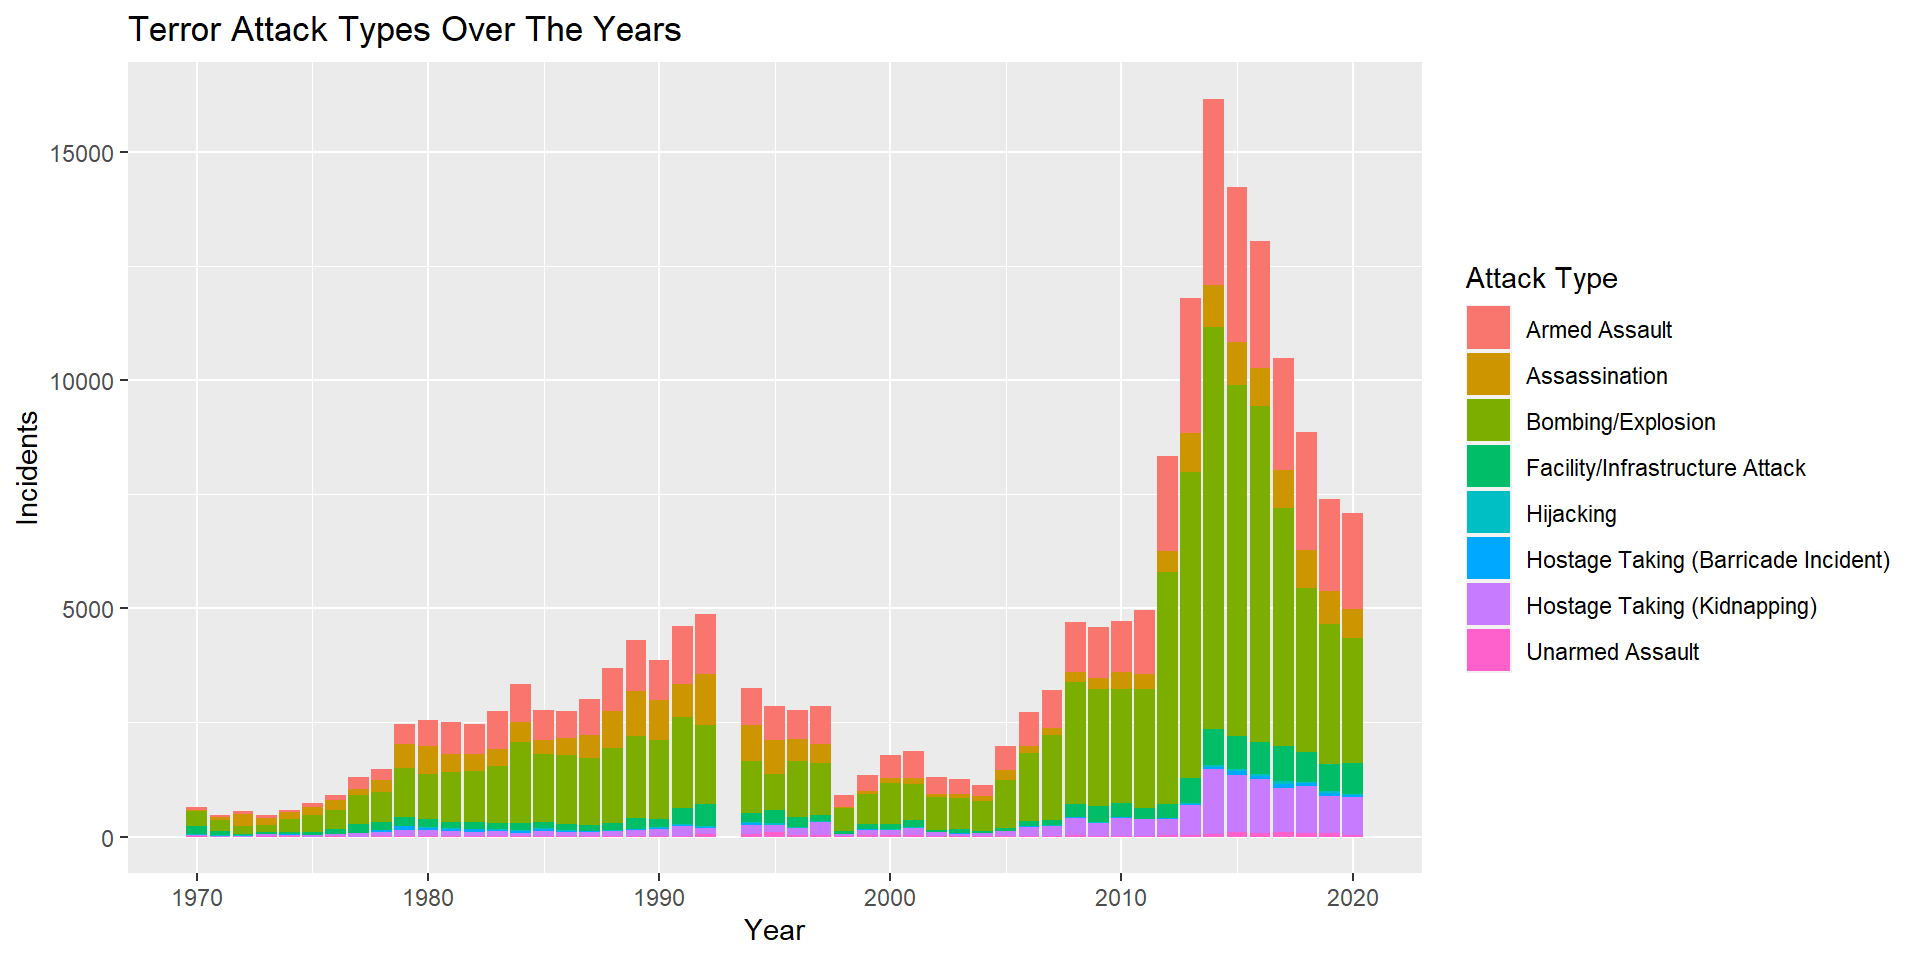 Terror Attack Types Over The Years
15000
10000
5000
0
Incidents
1970 1980 1990 2000 2010 2020
Year
Attack Type
Armed Assault
Assassination
Bombing/Explosion
Facility/Infrastructure Attack
Hijacking
Hostage Taking (Barricade Incident)
Hostage Taking (Kidnapping)
Unarmed Assault